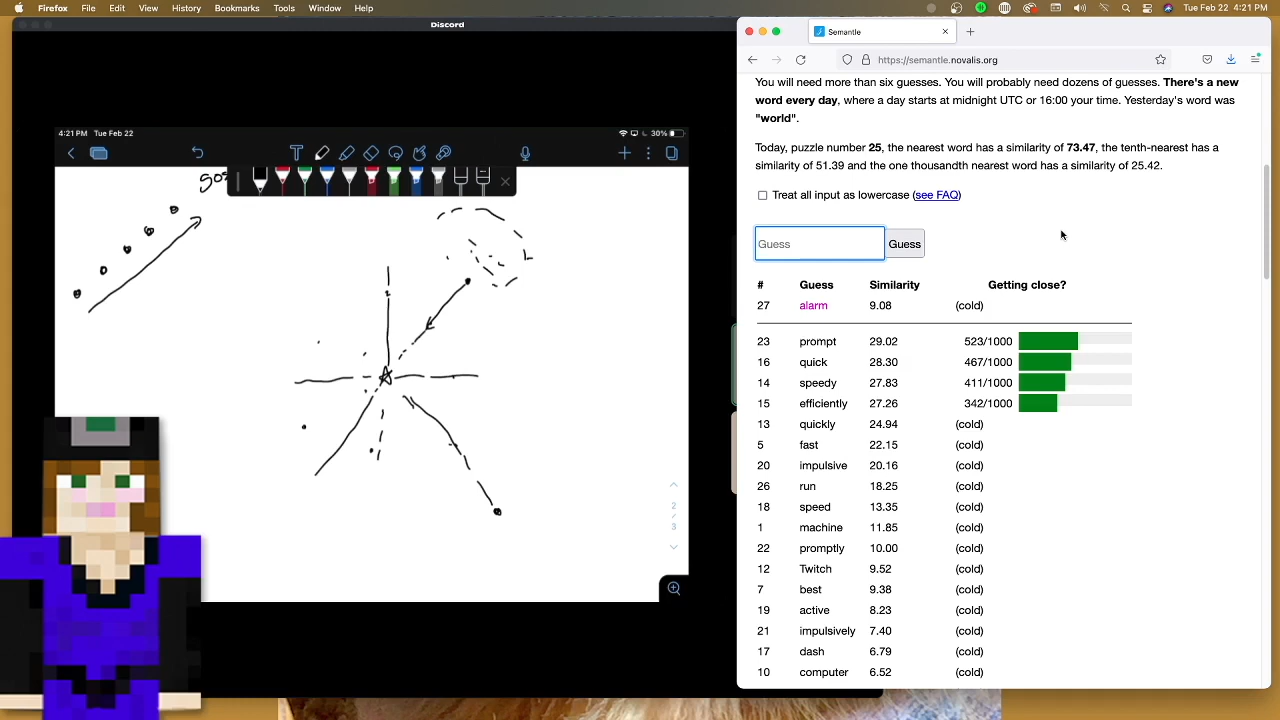 Firefox File Edit View History Bookmarks Tools Window Help Tue Feb 22 4:21 PM
Discord
Semantle
https://semantle.novalis.org
4:21 PM Tue Feb 22 30%
T
You will need more than six guesses. You will probably need dozens of guesses. There's a new
word every day, where a day starts at midnight UTC or 16:00 your time. Yesterday's word was
"world".
Today, puzzle number 25, the nearest word has a similarity of 73.47, the tenth-nearest has a
similarity of 51.39 and the one thousandth nearest word has a similarity of 25.42.
Treat all input as lowercase (see FAQ)
Guess Guess
# Guess Similarity Getting close?
27 alarm 9.08 (cold)
23 prompt 29.02 523/1000
16 quick 28.30 467/1000
14 speedy 27.83 411/1000
15 efficiently 27.26 342/1000
13 quickly 24.94 (cold)
5 fast 22.15 (cold)
20 impulsive 20.16 (cold)
26 run 18.25 (cold)
18 speed 13.35 (cold)
1 machine 11.85 (cold)
22 promptly 10.00 (cold)
12 Twitch 9.52 (cold)
7 best 9.38 (cold)
19 active 8.23 (cold)
21 impulsively 7.40 (cold)
17 dash 6.79 (cold)
10 computer 6.52 (cold)
2
/
3